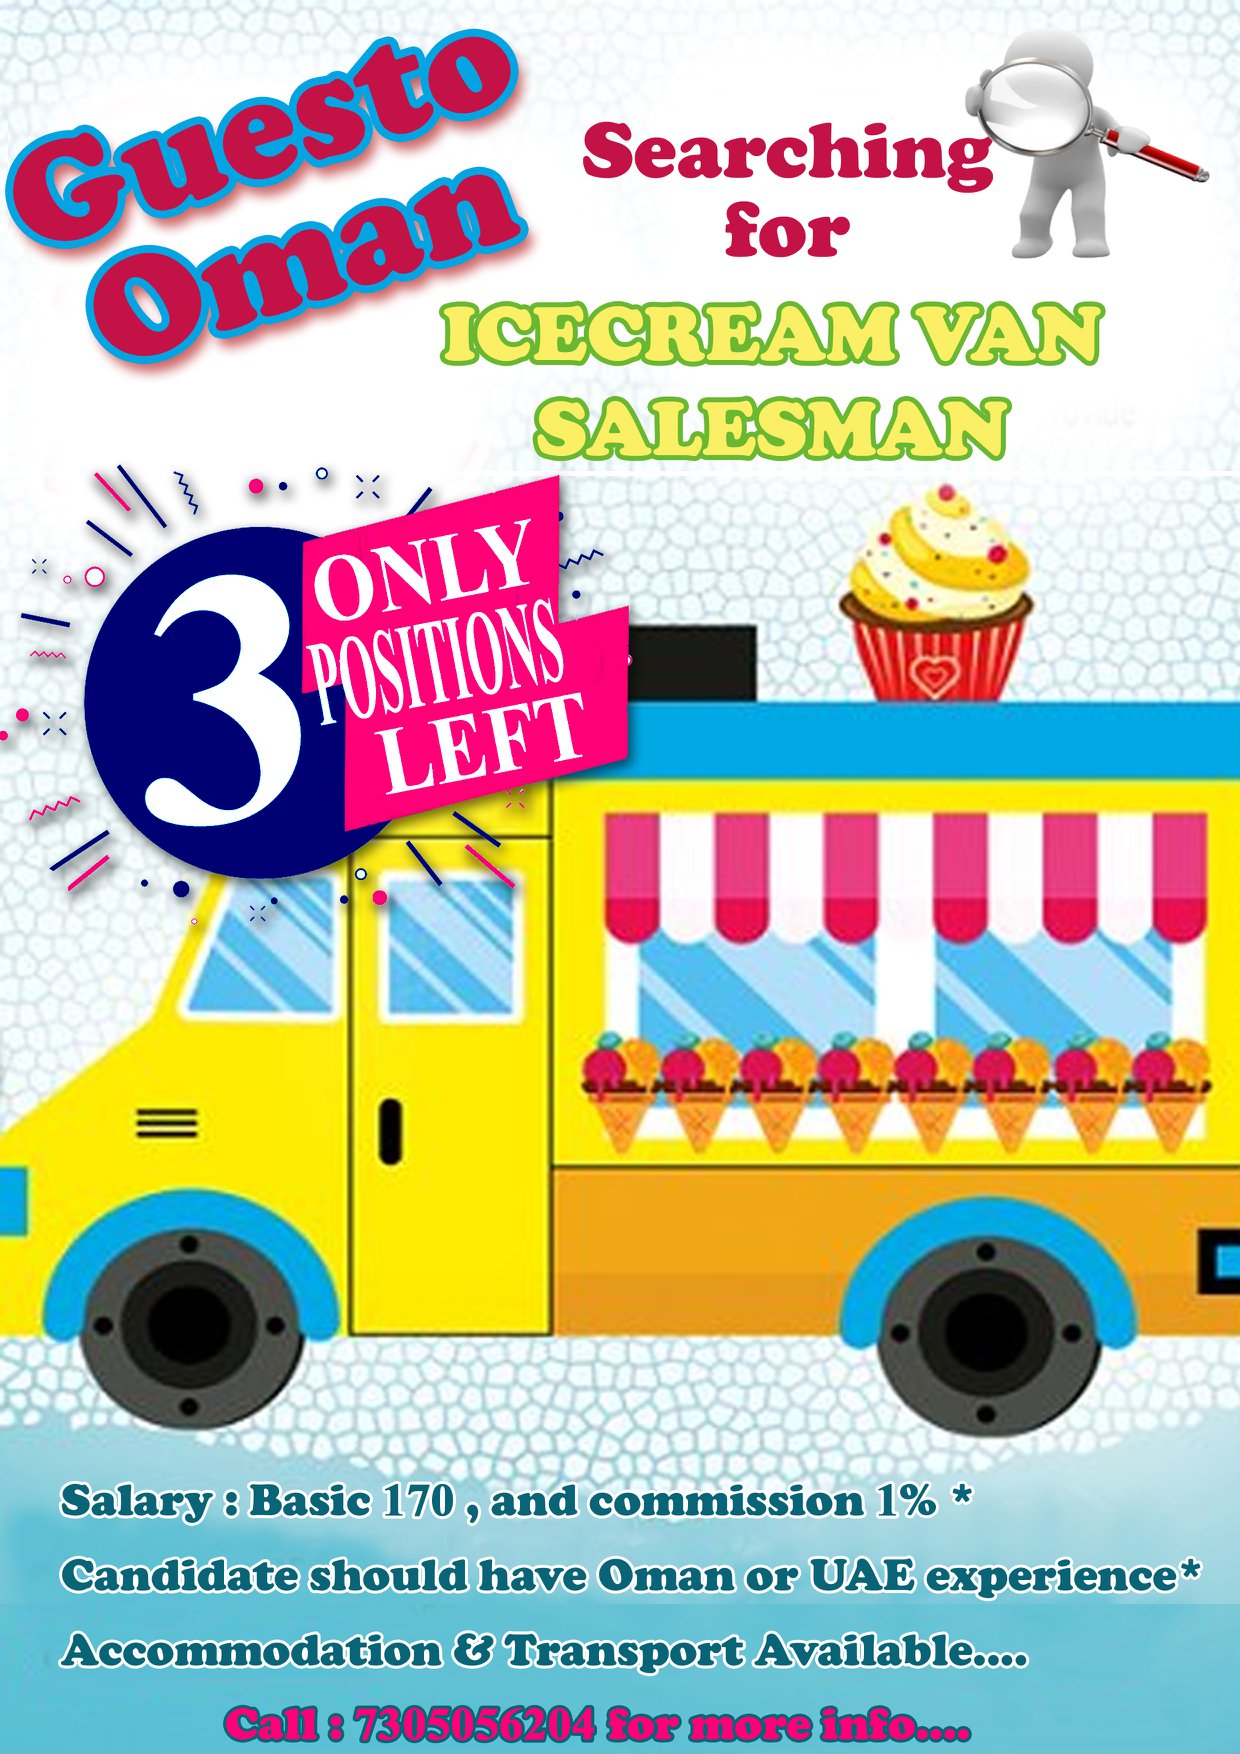 Guesto
Oman
Searching
for
ICECREAM VAN
SALESMAN
3
ONLY
POSITIONS
LEFT
Salary : Basic 170 , and commission 1% *
Candidate should have Oman or UAE experience*
Accommodation & Transport Available....
Call : 7305056204 for more info....